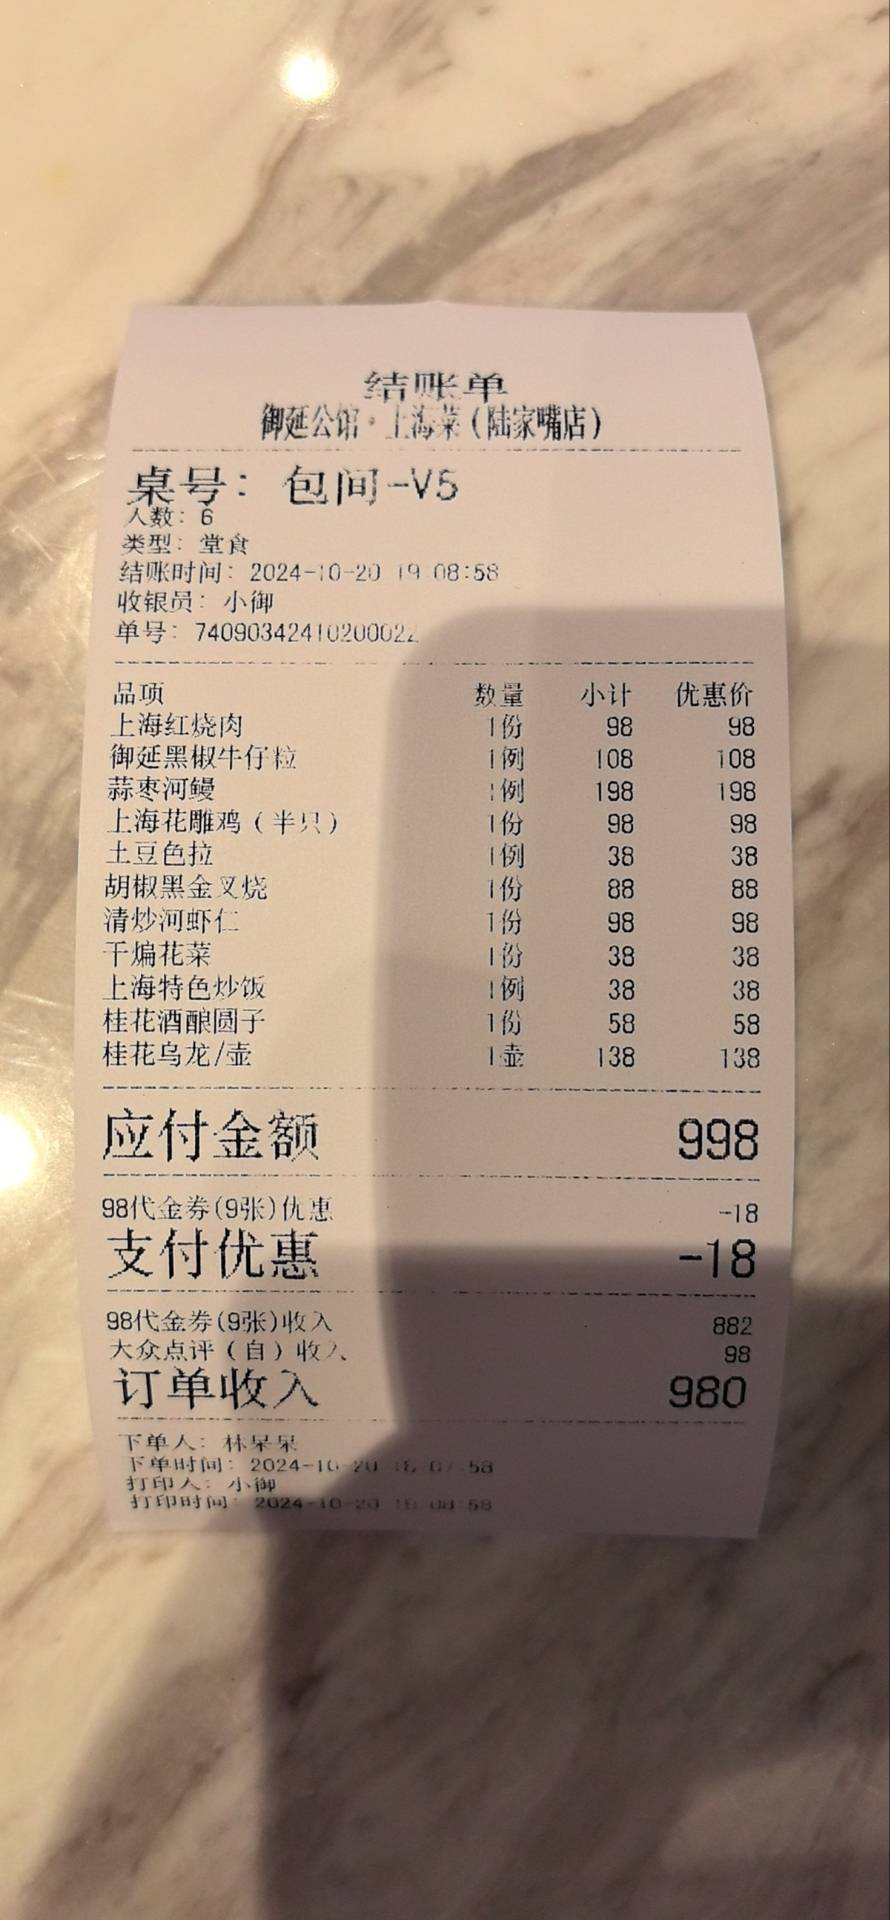 结账单
御延公馆·上海菜(陆家嘴店)
桌号: 包间-V5
人数: 6
类型: 堂食
结账时间: 2024-10-20 19:08:58
收银员: 小御
单号: 7409034241020002
品项 数量 小计 优惠价
上海红烧肉 1份 98 98
御延黑椒牛仔粒 1例 108 108
蒜枣河鳗 1例 198 198
上海花雕鸡(半只) 1份 98 98
土豆色拉 1例 38 38
胡椒黑金叉烧 1份 88 88
清炒河虾仁 1份 98 98
干煸花菜 1份 38 38
上海特色炒饭 1例 38 38
桂花酒酿圆子 1份 58 58
桂花乌龙/壶 1壶 138 138
应付金额 998
98代金券(9张)优惠 -18
支付优惠 -18
98代金券(9张)收入 882
大众点评(自)收入 98
订单收入 980
下单人: 林呆呆
下单时间: 2024-10-20
打印人: 小御
打印时间: 2024-10-20